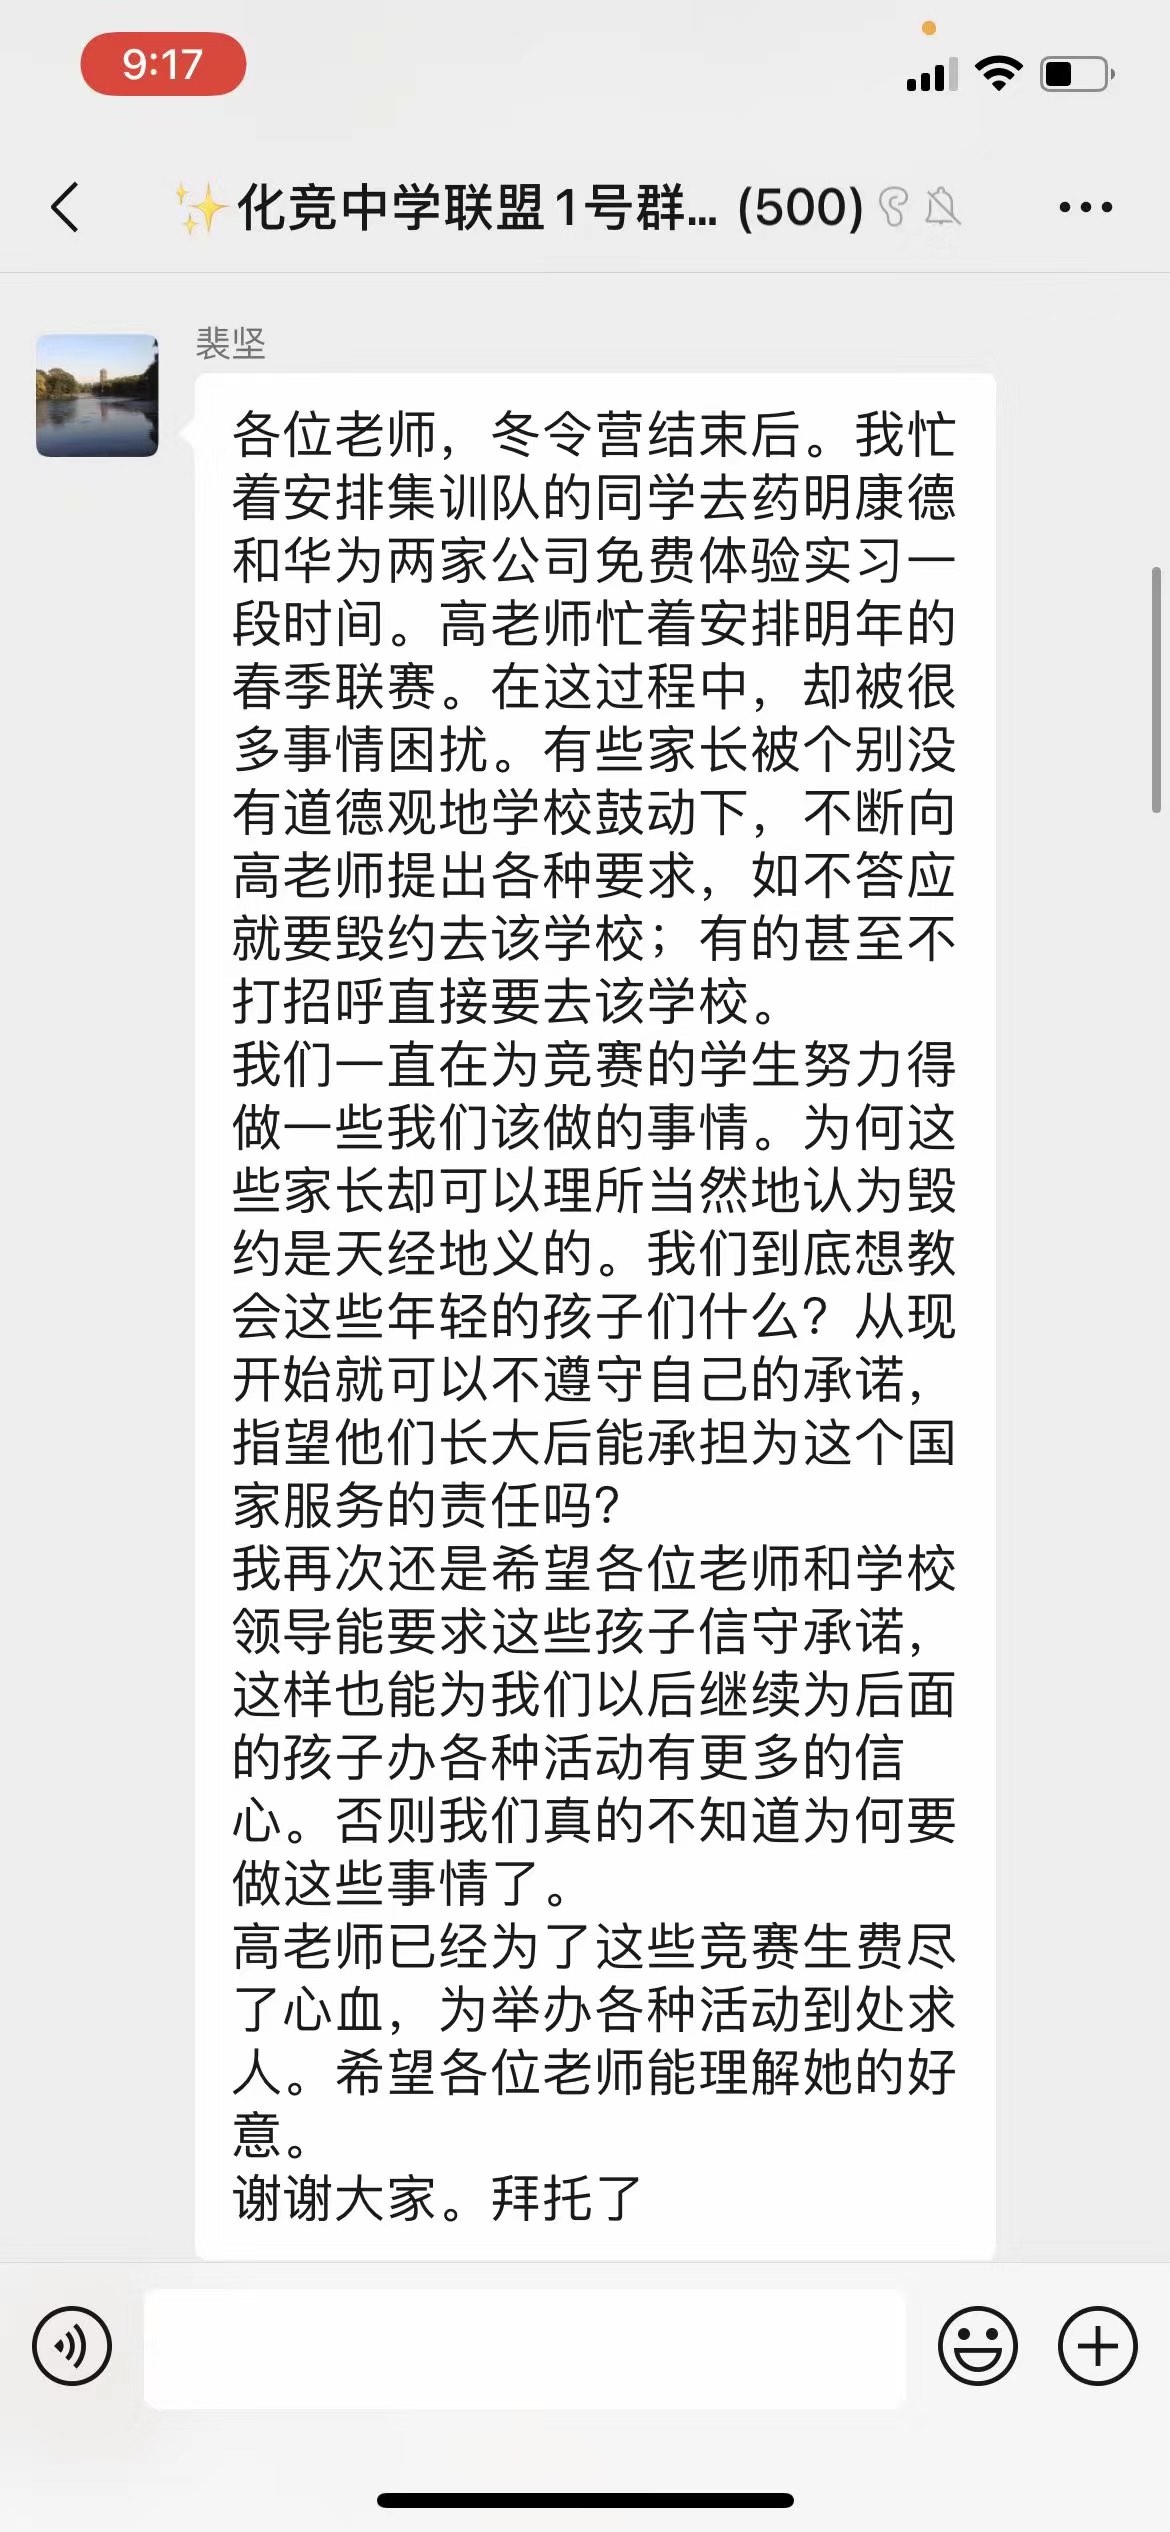 9:17
✨化竞中学联盟1号群... (500)
裴坚
各位老师，冬令营结束后。我忙
着安排集训队的同学去药明康德
和华为两家公司免费体验实习一
段时间。高老师忙着安排明年的
春季联赛。在这过程中，却被很
多事情困扰。有些家长被个别没
有道德观地学校鼓动下，不断向
高老师提出各种要求，如不答应
就要毁约去该学校；有的甚至不
打招呼直接要去该学校。
我们一直在为竞赛的学生努力得
做一些我们该做的事情。为何这
些家长却可以理所当然地认为毁
约是天经地义的。我们到底想教
会这些年轻的孩子们什么？从现
开始就可以不遵守自己的承诺，
指望他们长大后能承担为这个国
家服务的责任吗？
我再次还是希望各位老师和学校
领导能要求这些孩子信守承诺，
这样也能为我们以后继续为后面
的孩子办各种活动有更多的信
心。否则我们真的不知道为何要
做这些事情了。
高老师已经为了这些竞赛生费尽
了心血，为举办各种活动到处求
人。希望各位老师能理解她的好
意。
谢谢大家。拜托了